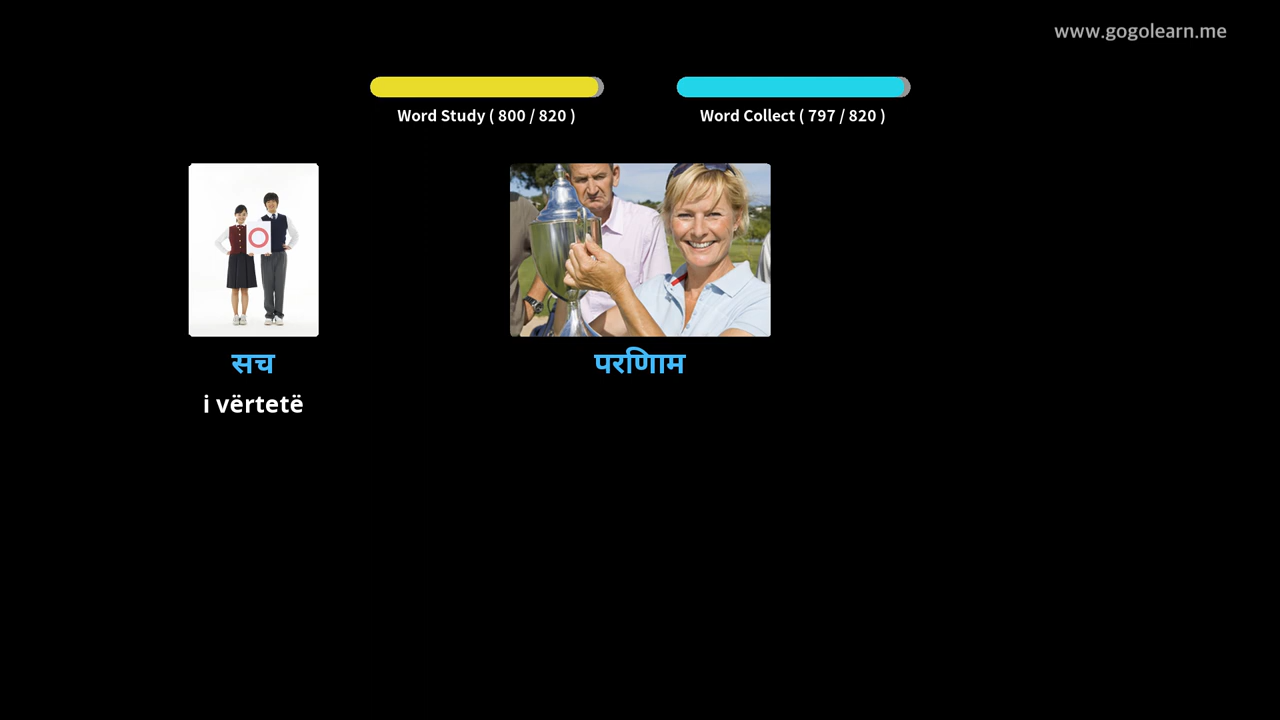 www.gogolearn.me
Word Study ( 800 / 820 )
Word Collect ( 797 / 820 )
सच
परिणाम
i vërtetë